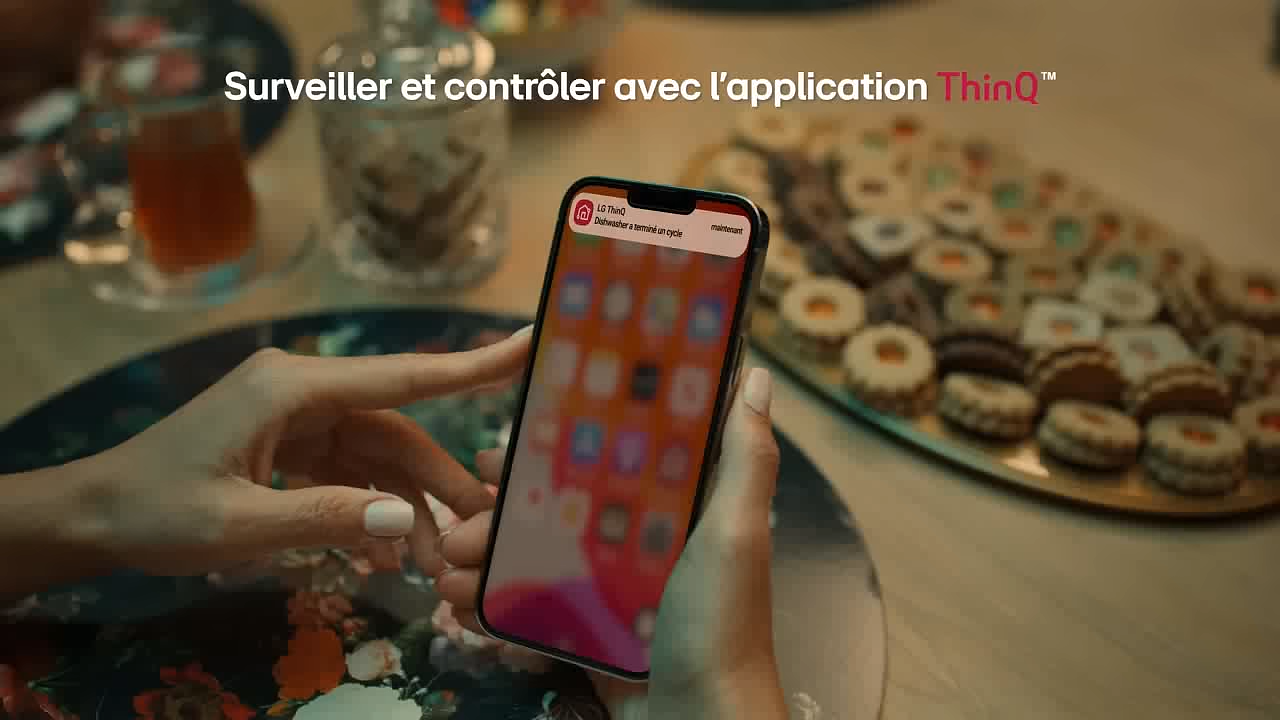 Surveiller et contrôler avec l'application ThinQ™
LG ThinQ
Dishwasher a terminé un cycle
maintenant